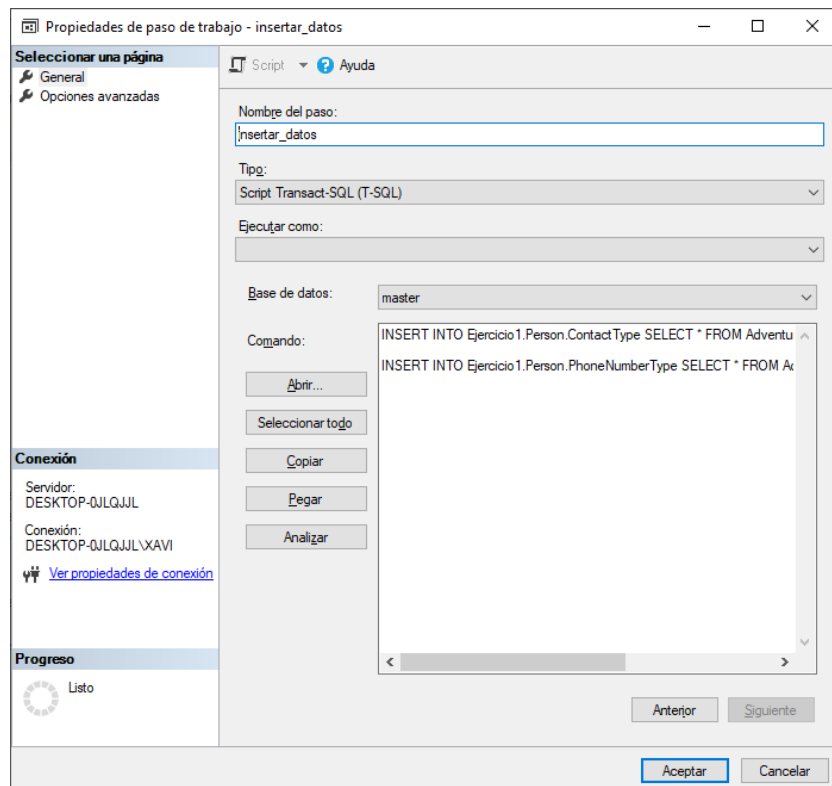 Propiedades de paso de trabajo - insertar_datos
Seleccionar una página
General
Opciones avanzadas
Script
Ayuda
Nombre del paso:
insertar_datos
Tipo:
Script Transact-SQL (T-SQL)
Ejecutar como:
Base de datos:
master
Comando:
INSERT INTO Ejercicio1.Person.ContactType SELECT * FROM Adventu
INSERT INTO Ejercicio1.Person.PhoneNumberType SELECT * FROM Ad
Abrir...
Seleccionar todo
Copiar
Pegar
Analizar
Conexión
Servidor:
DESKTOP-0JLQJJL
Conexión:
DESKTOP-0JLQJJL\XAVI
Ver propiedades de conexión
Progreso
Listo
Anterior
Siguiente
Aceptar
Cancelar